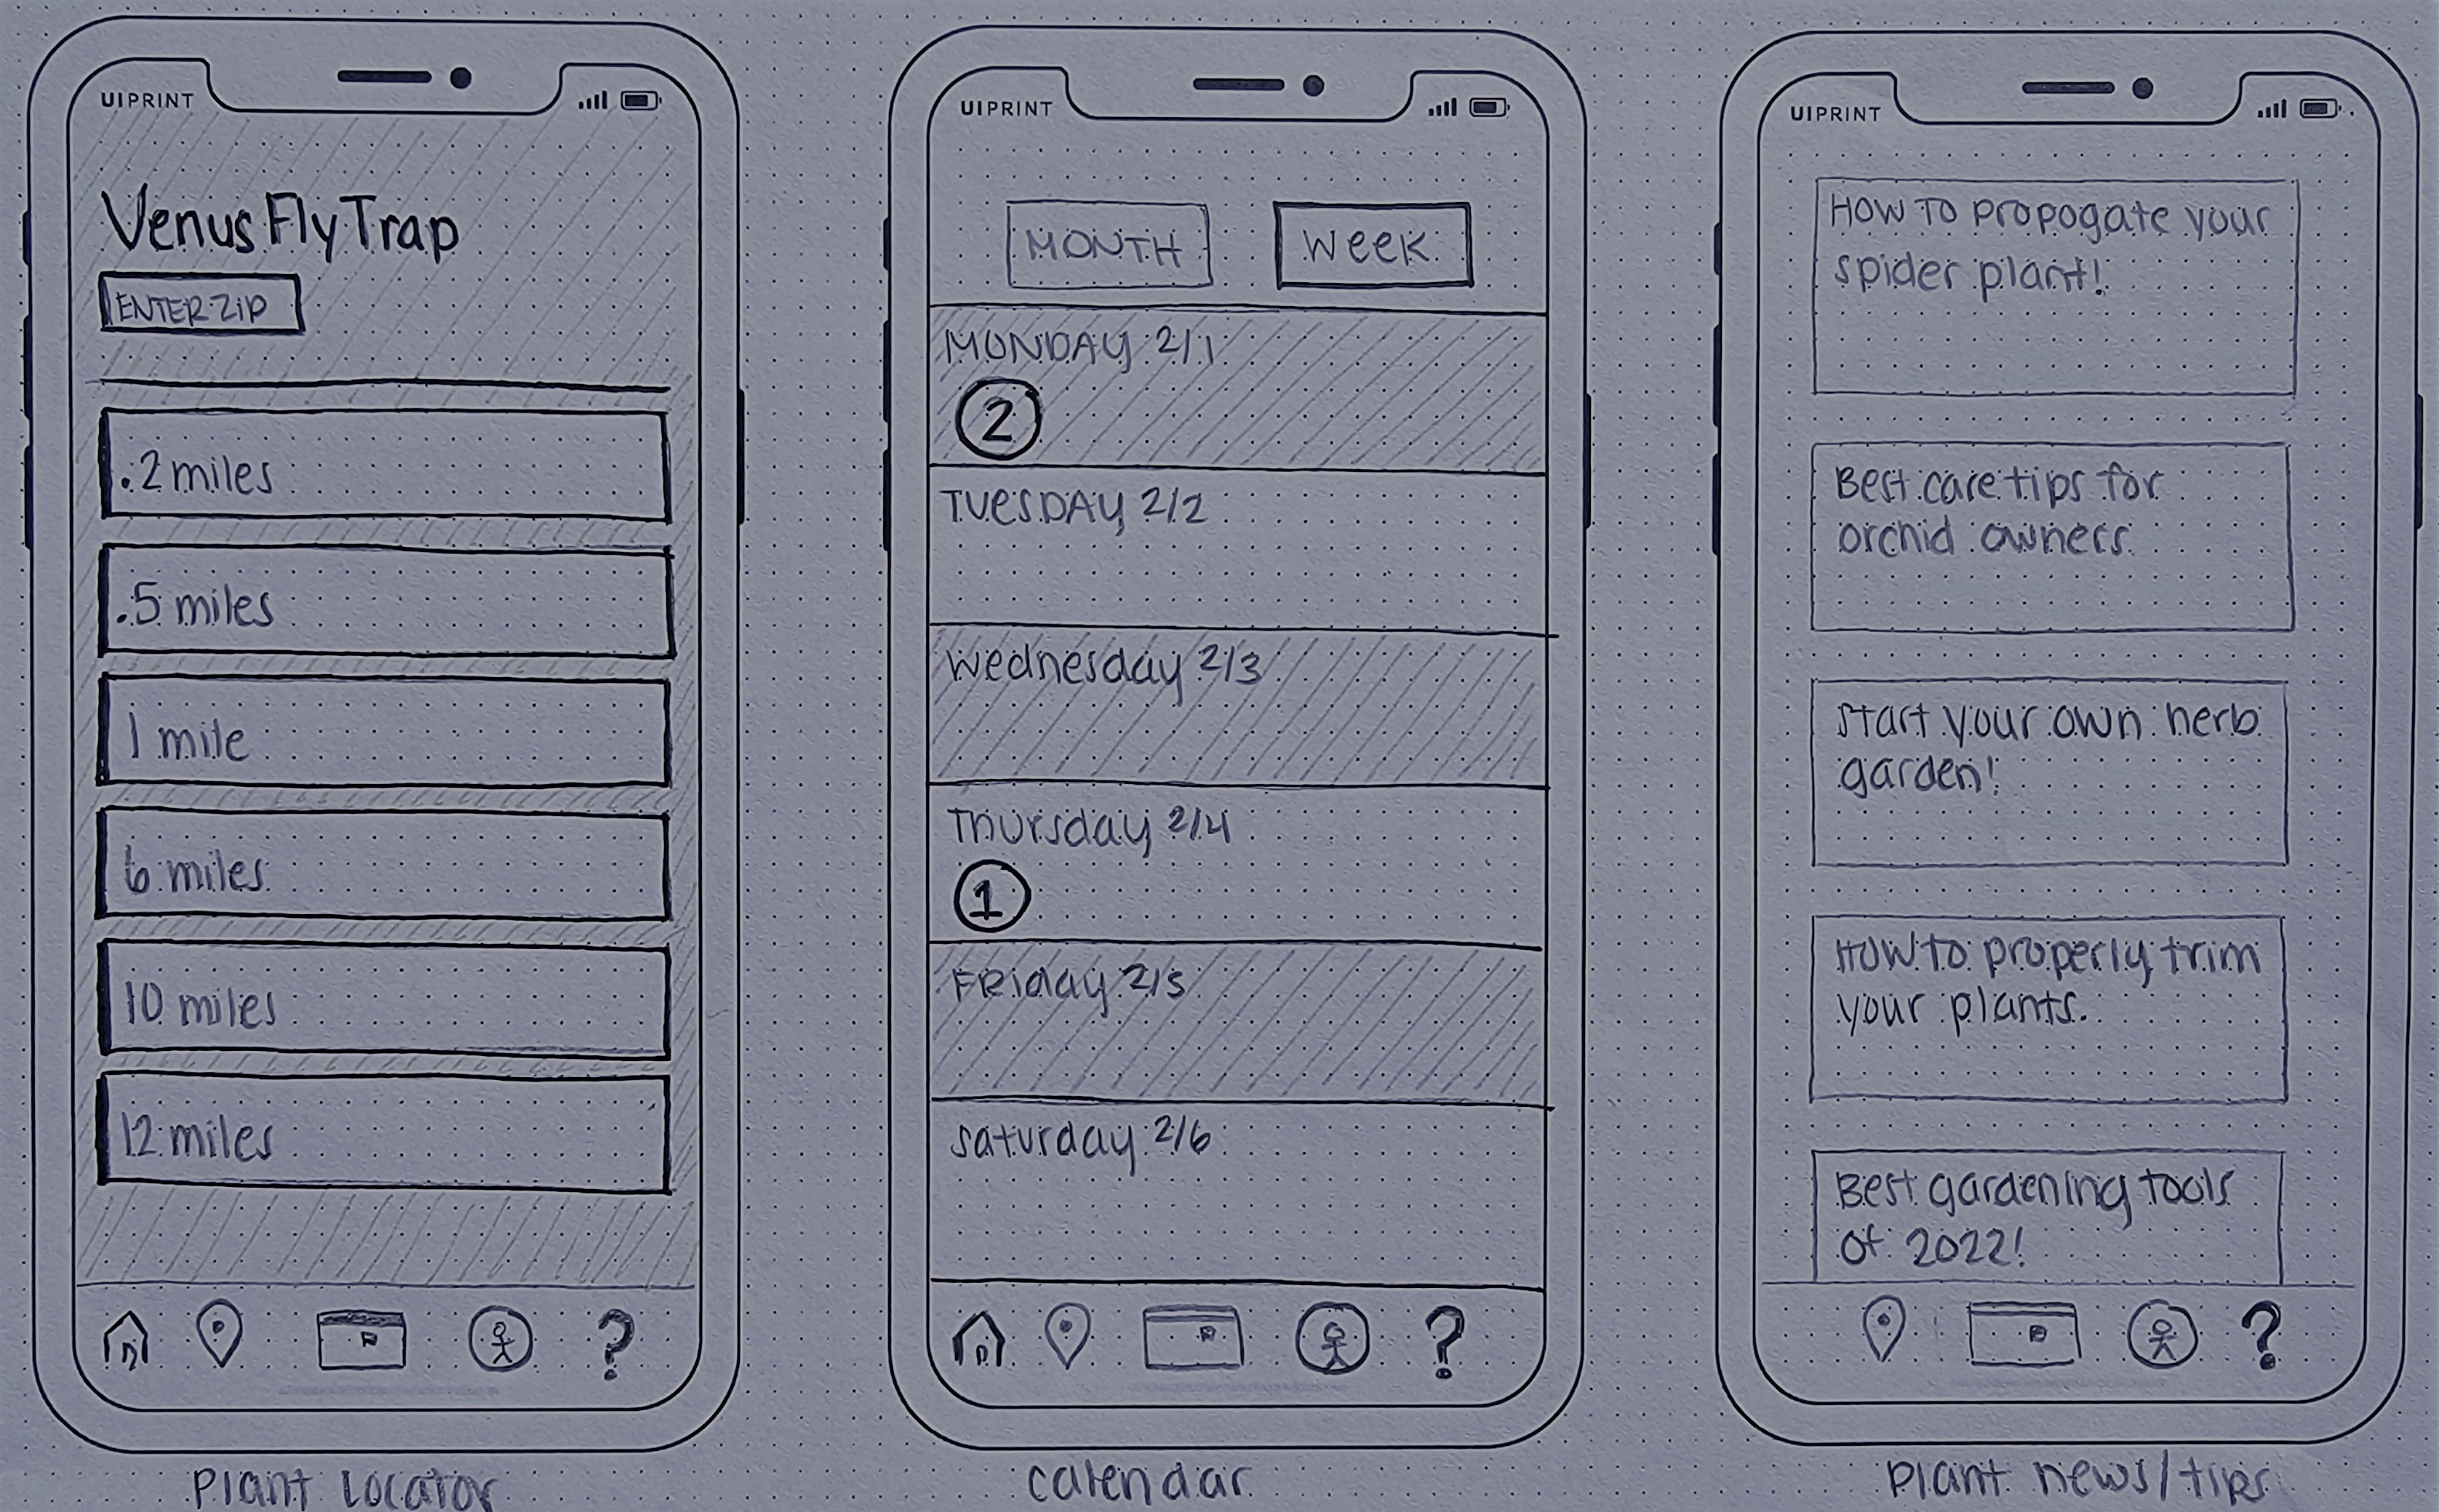 UIPRINT
Venus Fly Trap
ENTER ZIP
.2 miles
.5 miles
1 mile
6 miles
10 miles
12 miles
?
Plant Locator
UIPRINT
MONTH
Week
MONDAY 2/1
2
TUESDAY 2/2
Wednesday 2/3
Thursday 2/4
1
FRiday 2/5
Saturday 2/6
?
calendar
UIPRINT
HOW TO propogate your
spider plant!
Best care tips for
orchid owners
Start your own herb
garden!
HOW to properly trim
your plants.
Best gardening tools
of 2022!
?
Plant news/tips